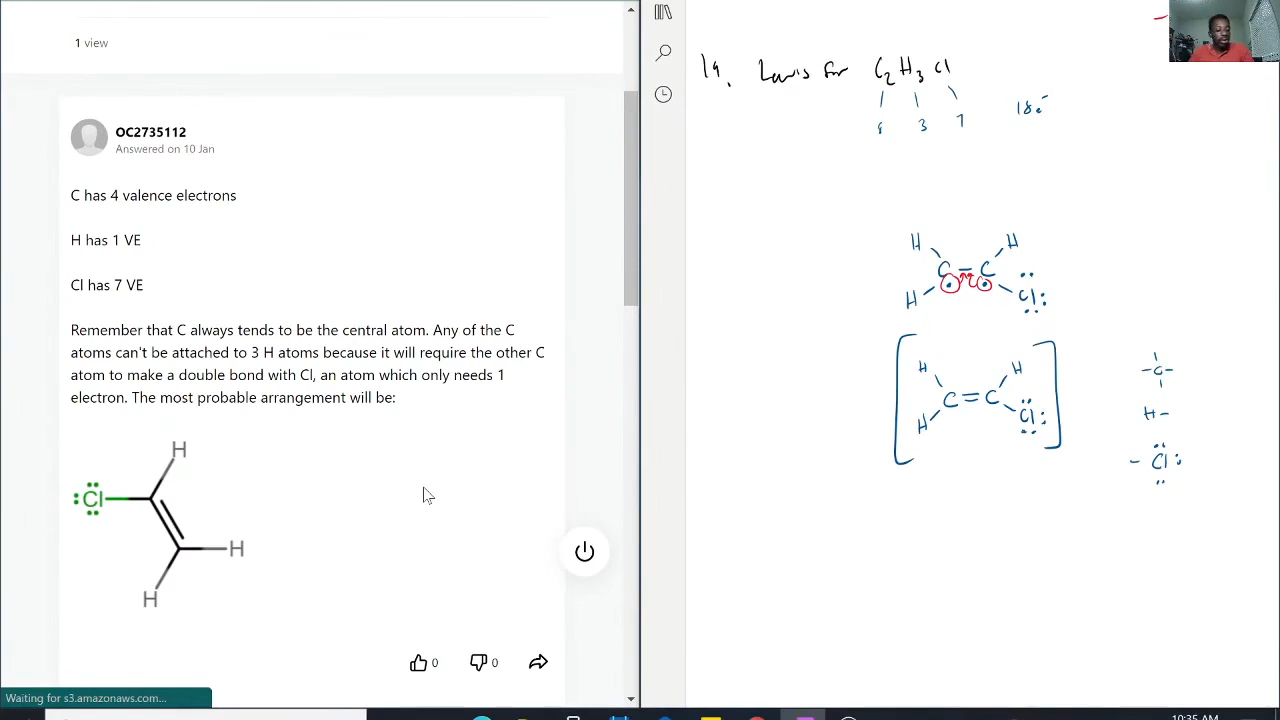 1 view
OC2735112
Answered on 10 Jan
C has 4 valence electrons
H has 1 VE
Cl has 7 VE
Remember that C always tends to be the central atom. Any of the C
atoms can't be attached to 3 H atoms because it will require the other C
atom to make a double bond with Cl, an atom which only needs 1
electron. The most probable arrangement will be:
H
:Cl
H
H
0 0
Waiting for s3.amazonaws.com...
19. Lewis for C2H3Cl
8 3 7 18e-
H H
C = C
H Cl:
H H
C = C
H Cl:
-C-
H-
- Cl:
10:35 AM